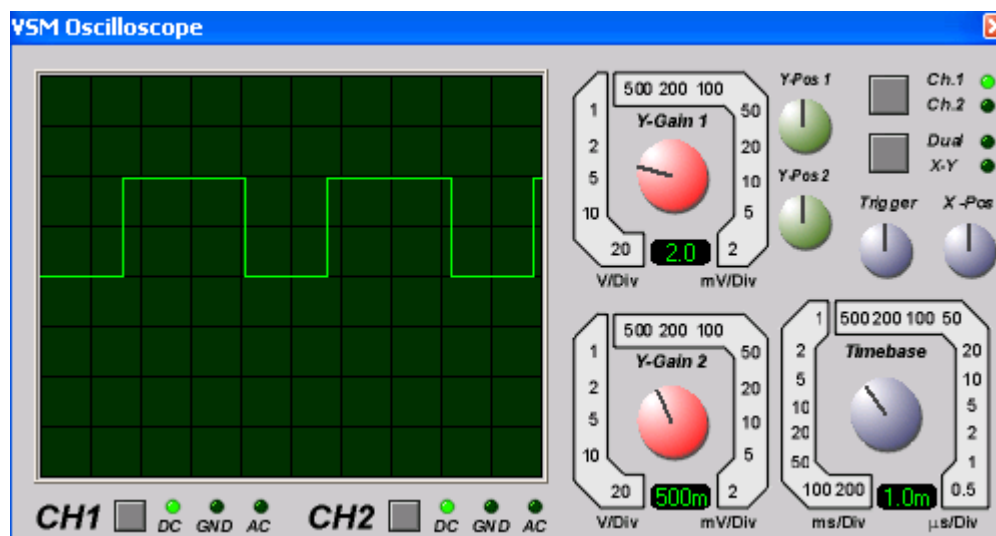 VSM Oscilloscope
500 200 100
1
2
5
10
20
Y-Gain 1
50
20
10
5
2
2.0
V/Div
mV/Div
Y-Pos 1
Y-Pos 2
Ch.1
Ch.2
Dual
X-Y
Trigger
X -Pos
500 200 100
1
2
5
10
20
Y-Gain 2
50
20
10
5
2
500m
V/Div
mV/Div
1
500 200 100 50
2
5
10
20
50
100 200
Timebase
20
10
5
2
1
0.5
1.0m
ms/Div
µs/Div
CH1
DC GND AC
CH2
DC GND AC